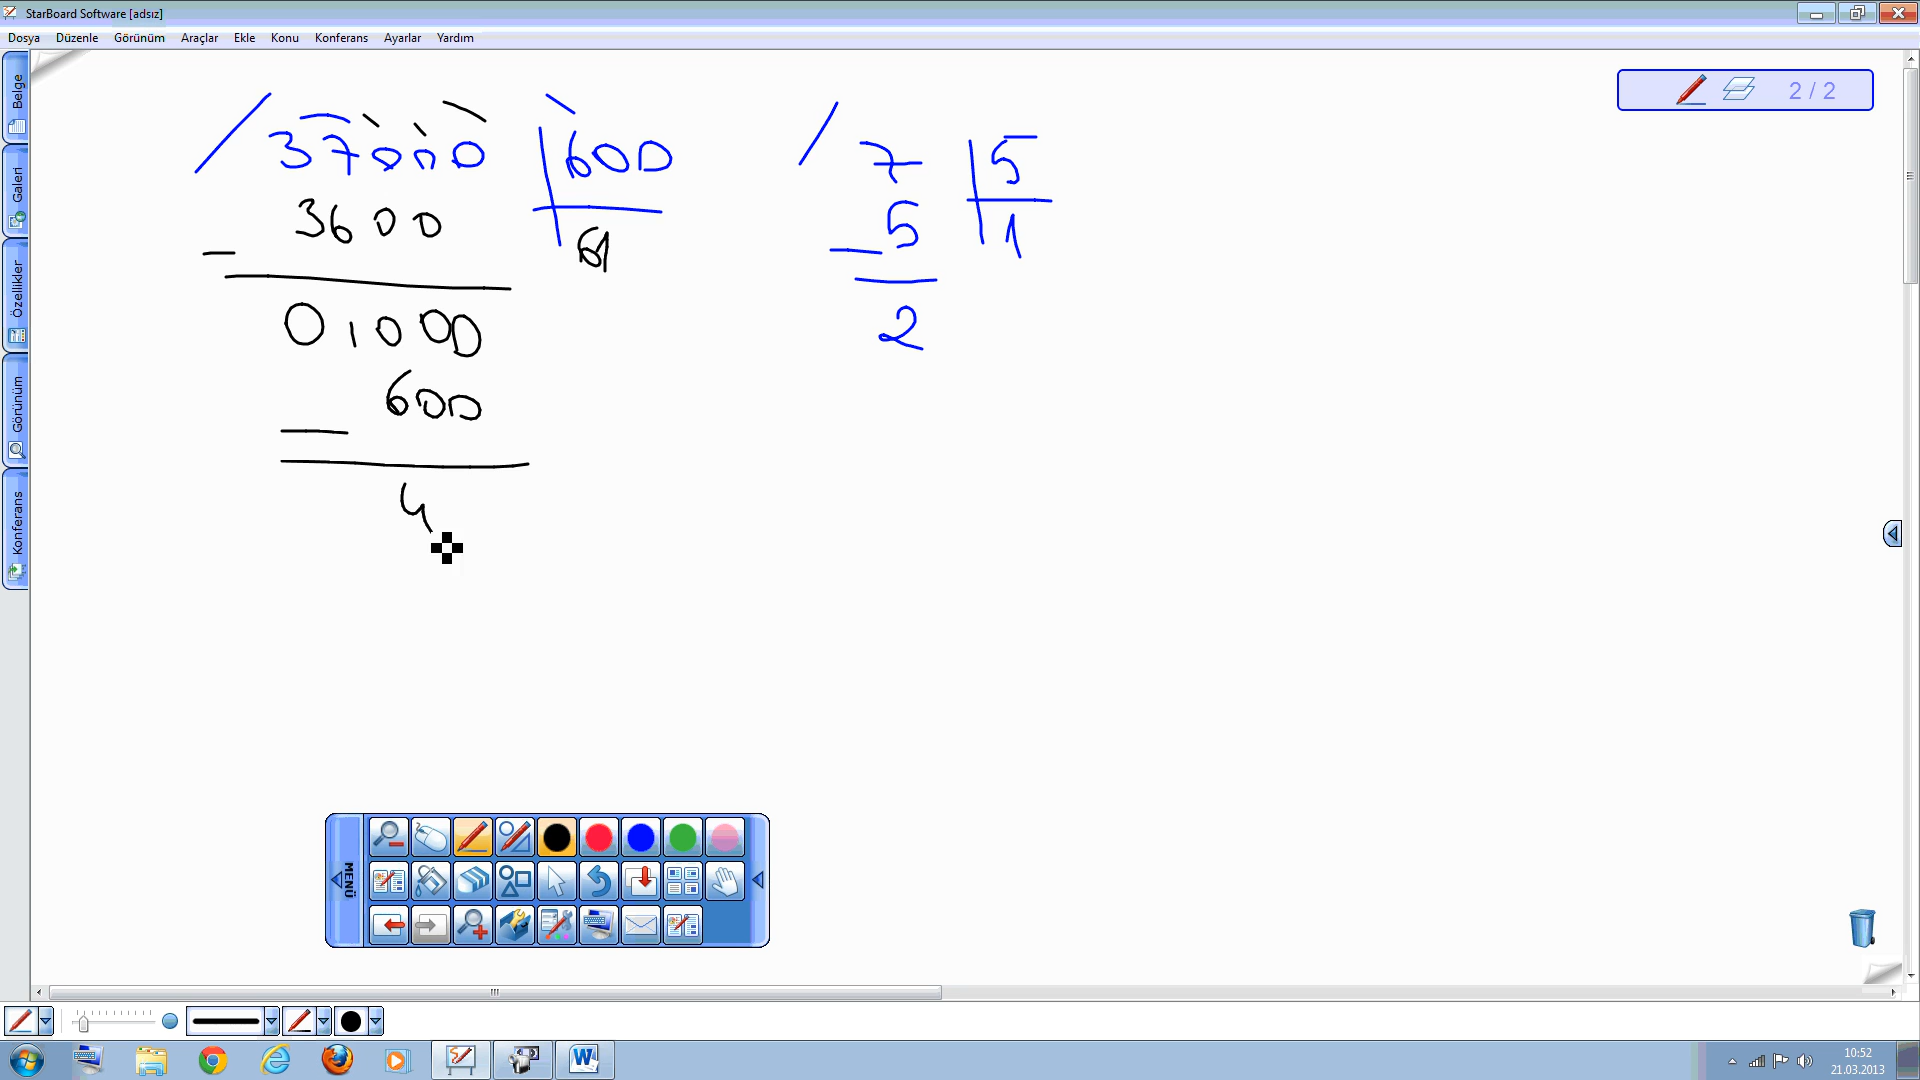 StarBoard Software [adsız]
Dosya Düzenle Görünüm Araçlar Ekle Konu Konferans Ayarlar Yardım
Belge
Galeri
Özellikler
Görünüm
Konferans
2 / 2
37000 600
3600 61
01000
600
4
7 5
5 1
2
MENÜ
10:52
21.03.2013